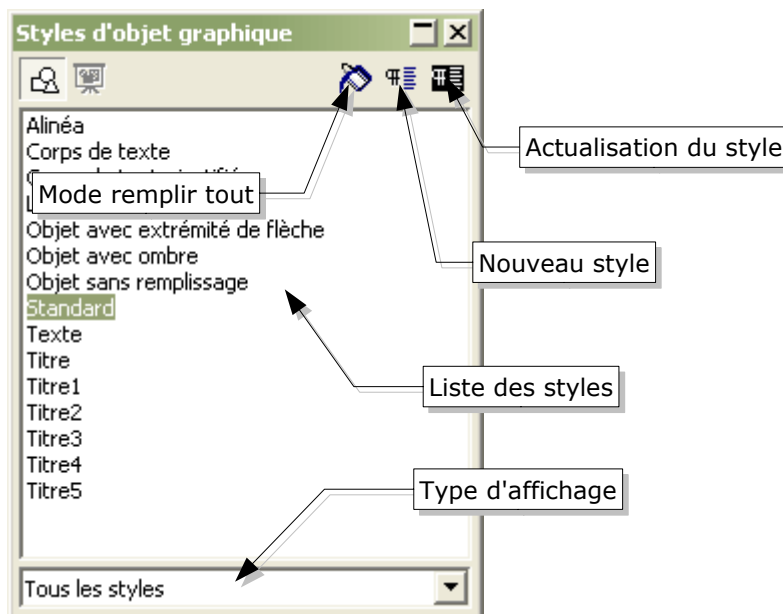 Styles d'objet graphique
Alinéa
Actualisation du style
Corps de texte
Mode remplir tout
Objet avec extrémité de flèche
Objet avec ombre
Nouveau style
Objet sans remplissage
Standard
Texte
Titre
Titre1
Liste des styles
Titre2
Titre3
Titre4
Titre5
Type d'affichage
Tous les styles